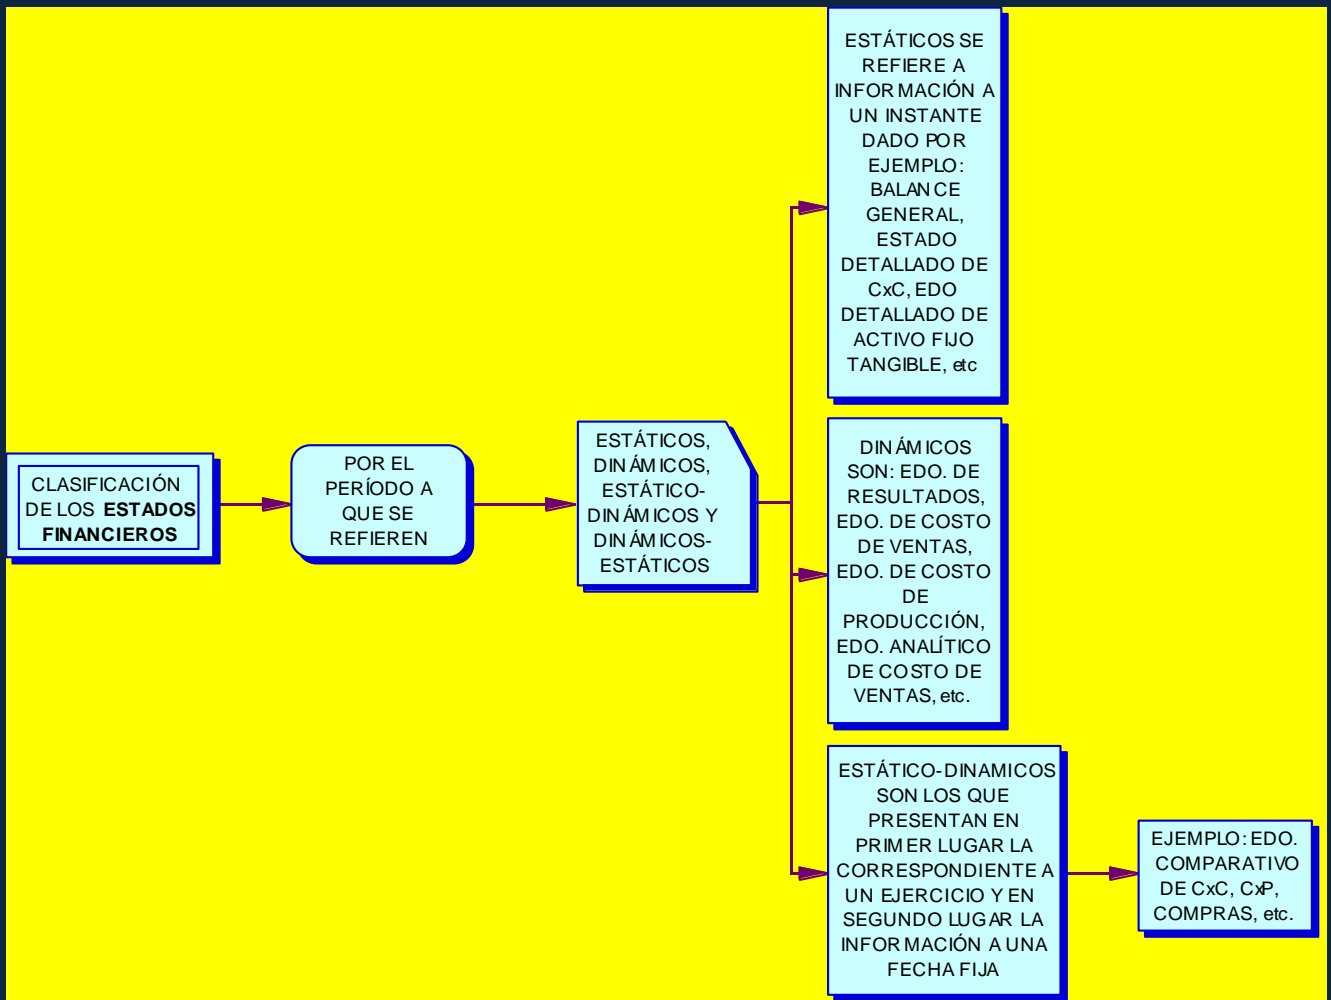 CLASIFICACIÓN
DE LOS ESTADOS
FINANCIEROS
POR EL
PERÍODO A
QUE SE
REFIEREN
ESTÁTICOS,
DINÁMICOS,
ESTÁTICO-
DINÁMICOS Y
DINÁMICOS-
ESTÁTICOS
ESTÁTICOS SE
REFIERE A
INFORMACIÓN A
UN INSTANTE
DADO POR
EJEMPLO:
BALANCE
GENERAL,
ESTADO
DETALLADO DE
CxC, EDO
DETALLADO DE
ACTIVO FIJO
TANGIBLE, etc
DINÁMICOS
SON: EDO. DE
RESULTADOS,
EDO. DE COSTO
DE VENTAS,
EDO. DE COSTO
DE
PRODUCCIÓN,
EDO. ANALÍTICO
DE COSTO DE
VENTAS, etc.
ESTÁTICO-DINAMICOS
SON LOS QUE
PRESENTAN EN
PRIMER LUGAR LA
CORRESPONDIENTE A
UN EJERCICIO Y EN
SEGUNDO LUGAR LA
INFORMACIÓN A UNA
FECHA FIJA
EJEMPLO: EDO.
COMPARATIVO
DE CxC, CxP,
COMPRAS, etc.